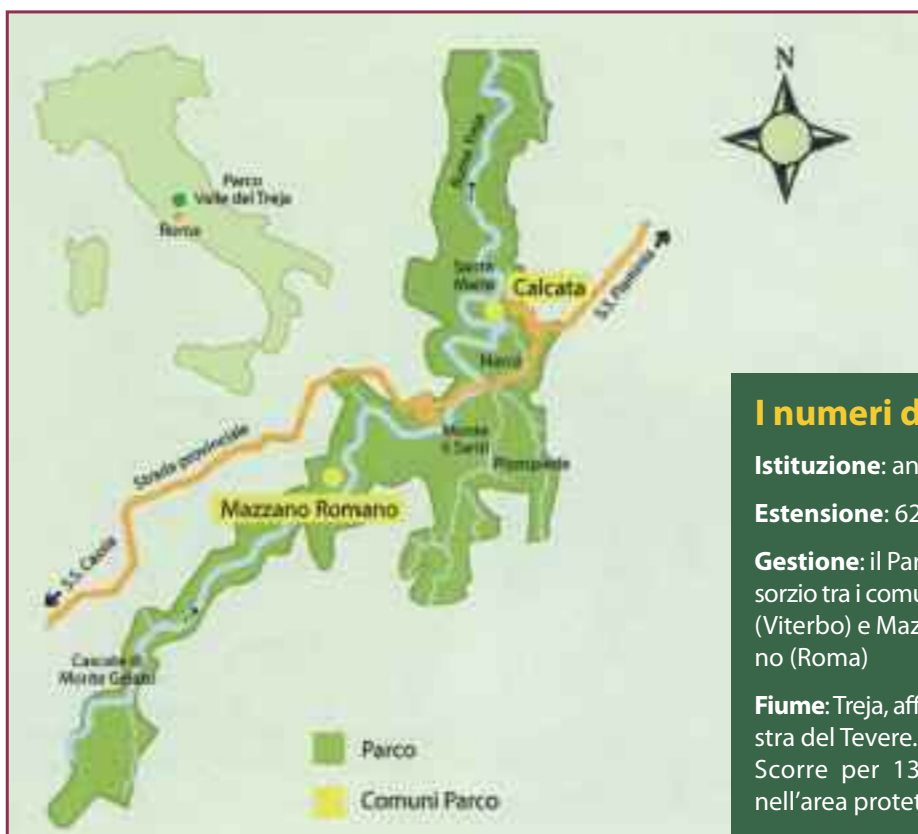 N
Parco
Valle del Treja
Roma
Fiume Treja
Santa
Maria
Calcata
S.S. Flaminia
Narce
Monte
li Santi
Strada provinciale
Mazzano Romano
S.S. Cassia
Cascate di
Monte Gelato
Parco
Comuni Parco
I numeri d
Istituzione: an
Estensione: 62
Gestione: il Par
sorzio tra i comu
(Viterbo) e Maz
no (Roma)
Fiume: Treja, aff
stra del Tevere.
Scorre per 13
nell'area protet